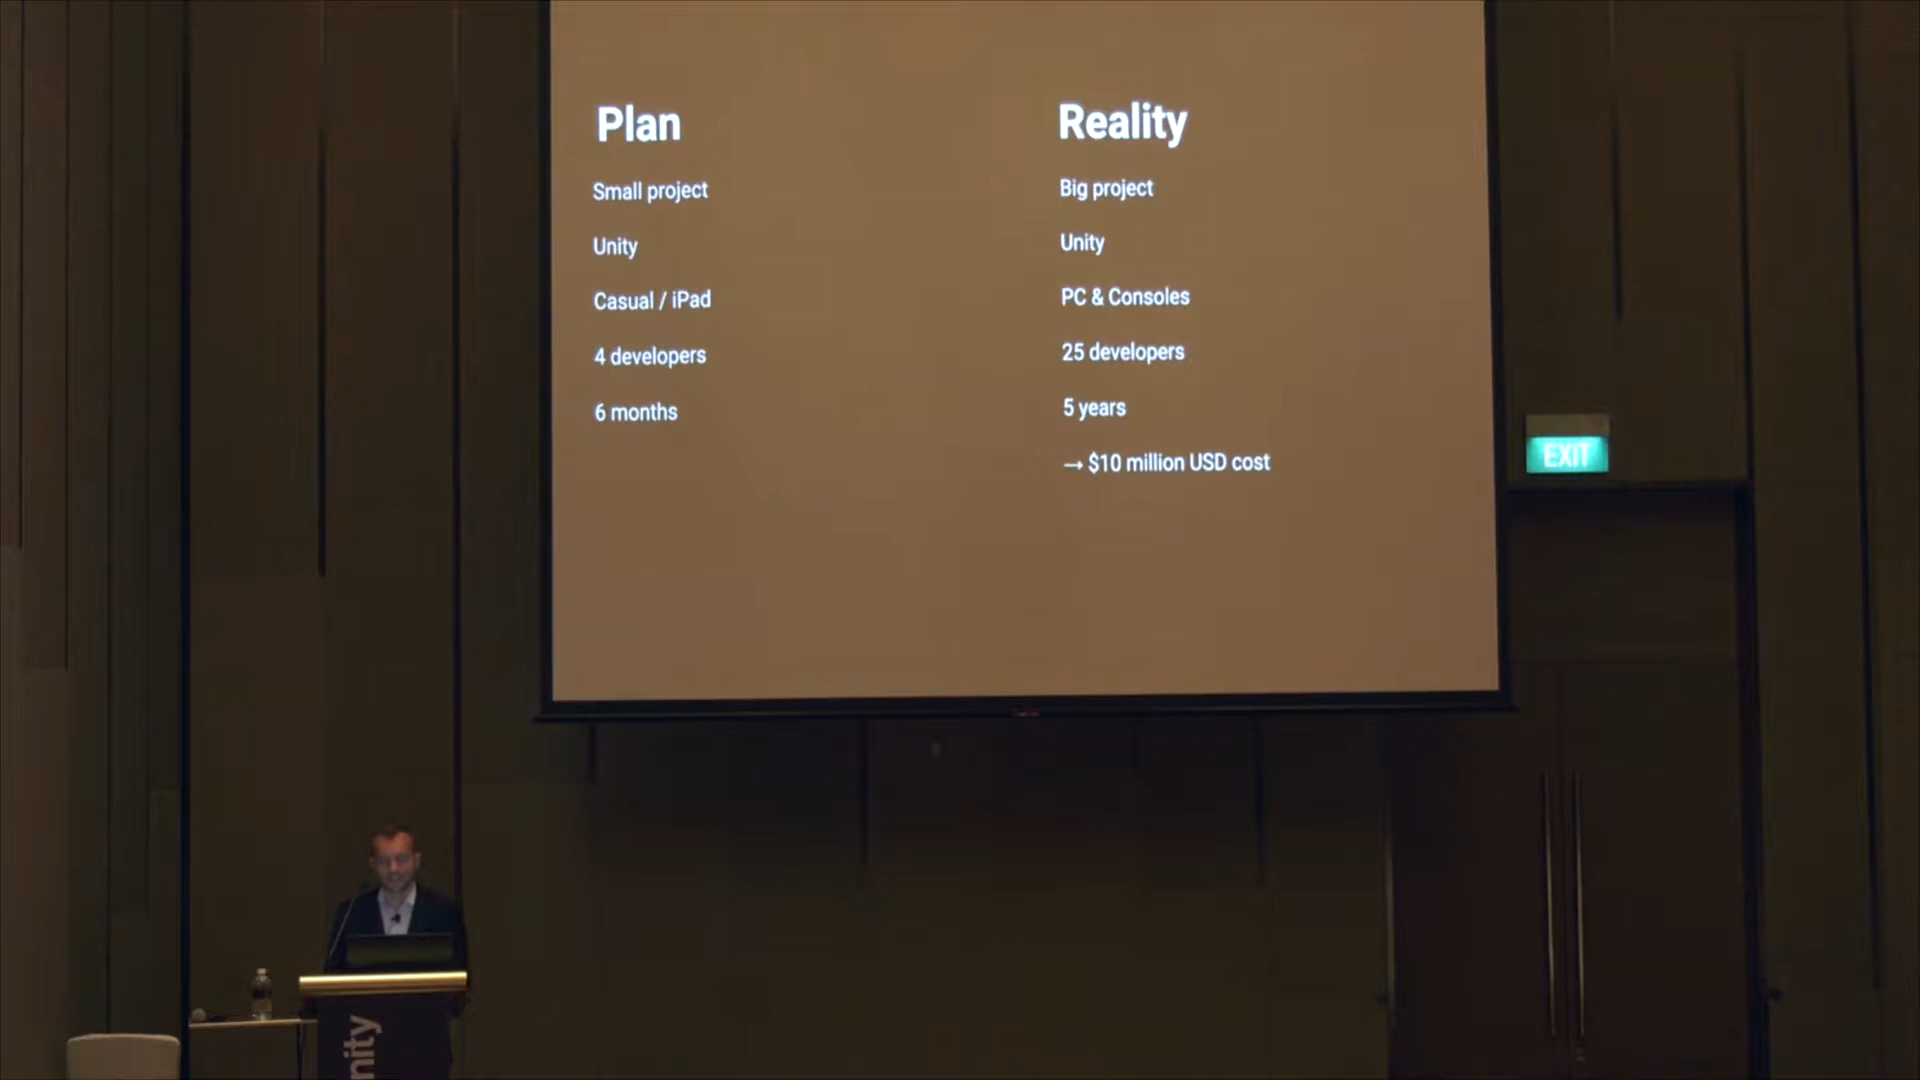 Plan
Small project
Unity
Casual / iPad
4 developers
6 months
Reality
Big project
Unity
PC & Consoles
25 developers
5 years
→ $10 million USD cost
EXIT
nity